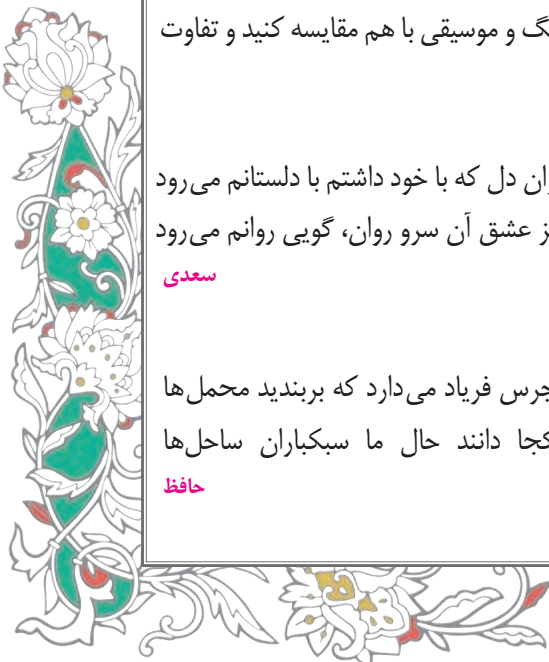 و موسیقی با هم مقایسه کنید و تفاوت
دل که با خود داشتم با دلستانم می‌رود
عشق آن سرو روان، گویی روانم می‌رود
سعدی
جرس فریاد می‌دارد که بربندید محمل‌ها
کجا دانند حال ما سبکباران ساحل‌ها
حافظ